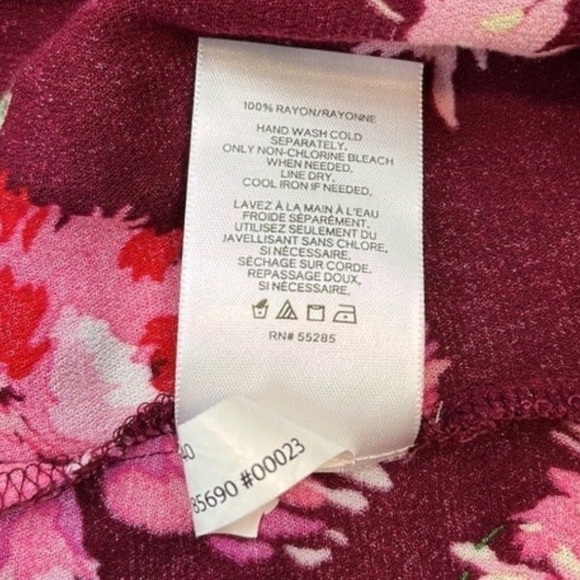 100% RAYON/RAYONNE
HAND WASH COLD
SEPARATELY.
ONLY NON-CHLORINE BLEACH
WHEN NEEDED.
LINE DRY.
COOL IRON IF NEEDED.
LAVEZ À LA MAIN À L'EAU
FROIDE SÉPARÉMENT,
UTILISEZ SEULEMENT DU
JAVELLISANT SANS CHLORE,
SI NÉCESSAIRE.
SÉCHAGE SUR CORDE.
REPASSAGE DOUX,
SI NÉCESSAIRE.
RN# 55285
85690 #00023